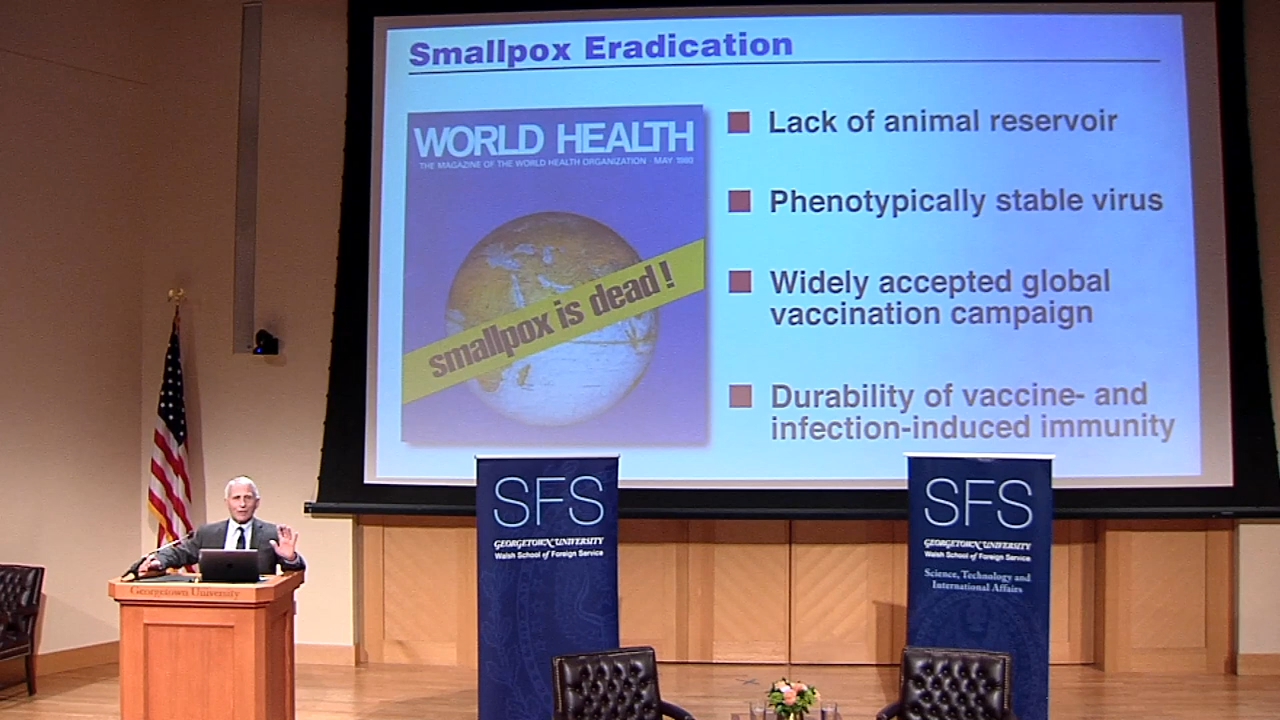 Smallpox Eradication
WORLD HEALTH
THE MAGAZINE OF THE WORLD HEALTH ORGANIZATION · MAY 1980
smallpox is dead!
Lack of animal reservoir
Phenotypically stable virus
Widely accepted global
vaccination campaign
Durability of vaccine- and
infection-induced immunity
SFS
GEORGETOWN UNIVERSITY
Walsh School of Foreign Service
SFS
GEORGETOWN UNIVERSITY
Walsh School of Foreign Service
Science, Technology and
International Affairs
Georgetown University